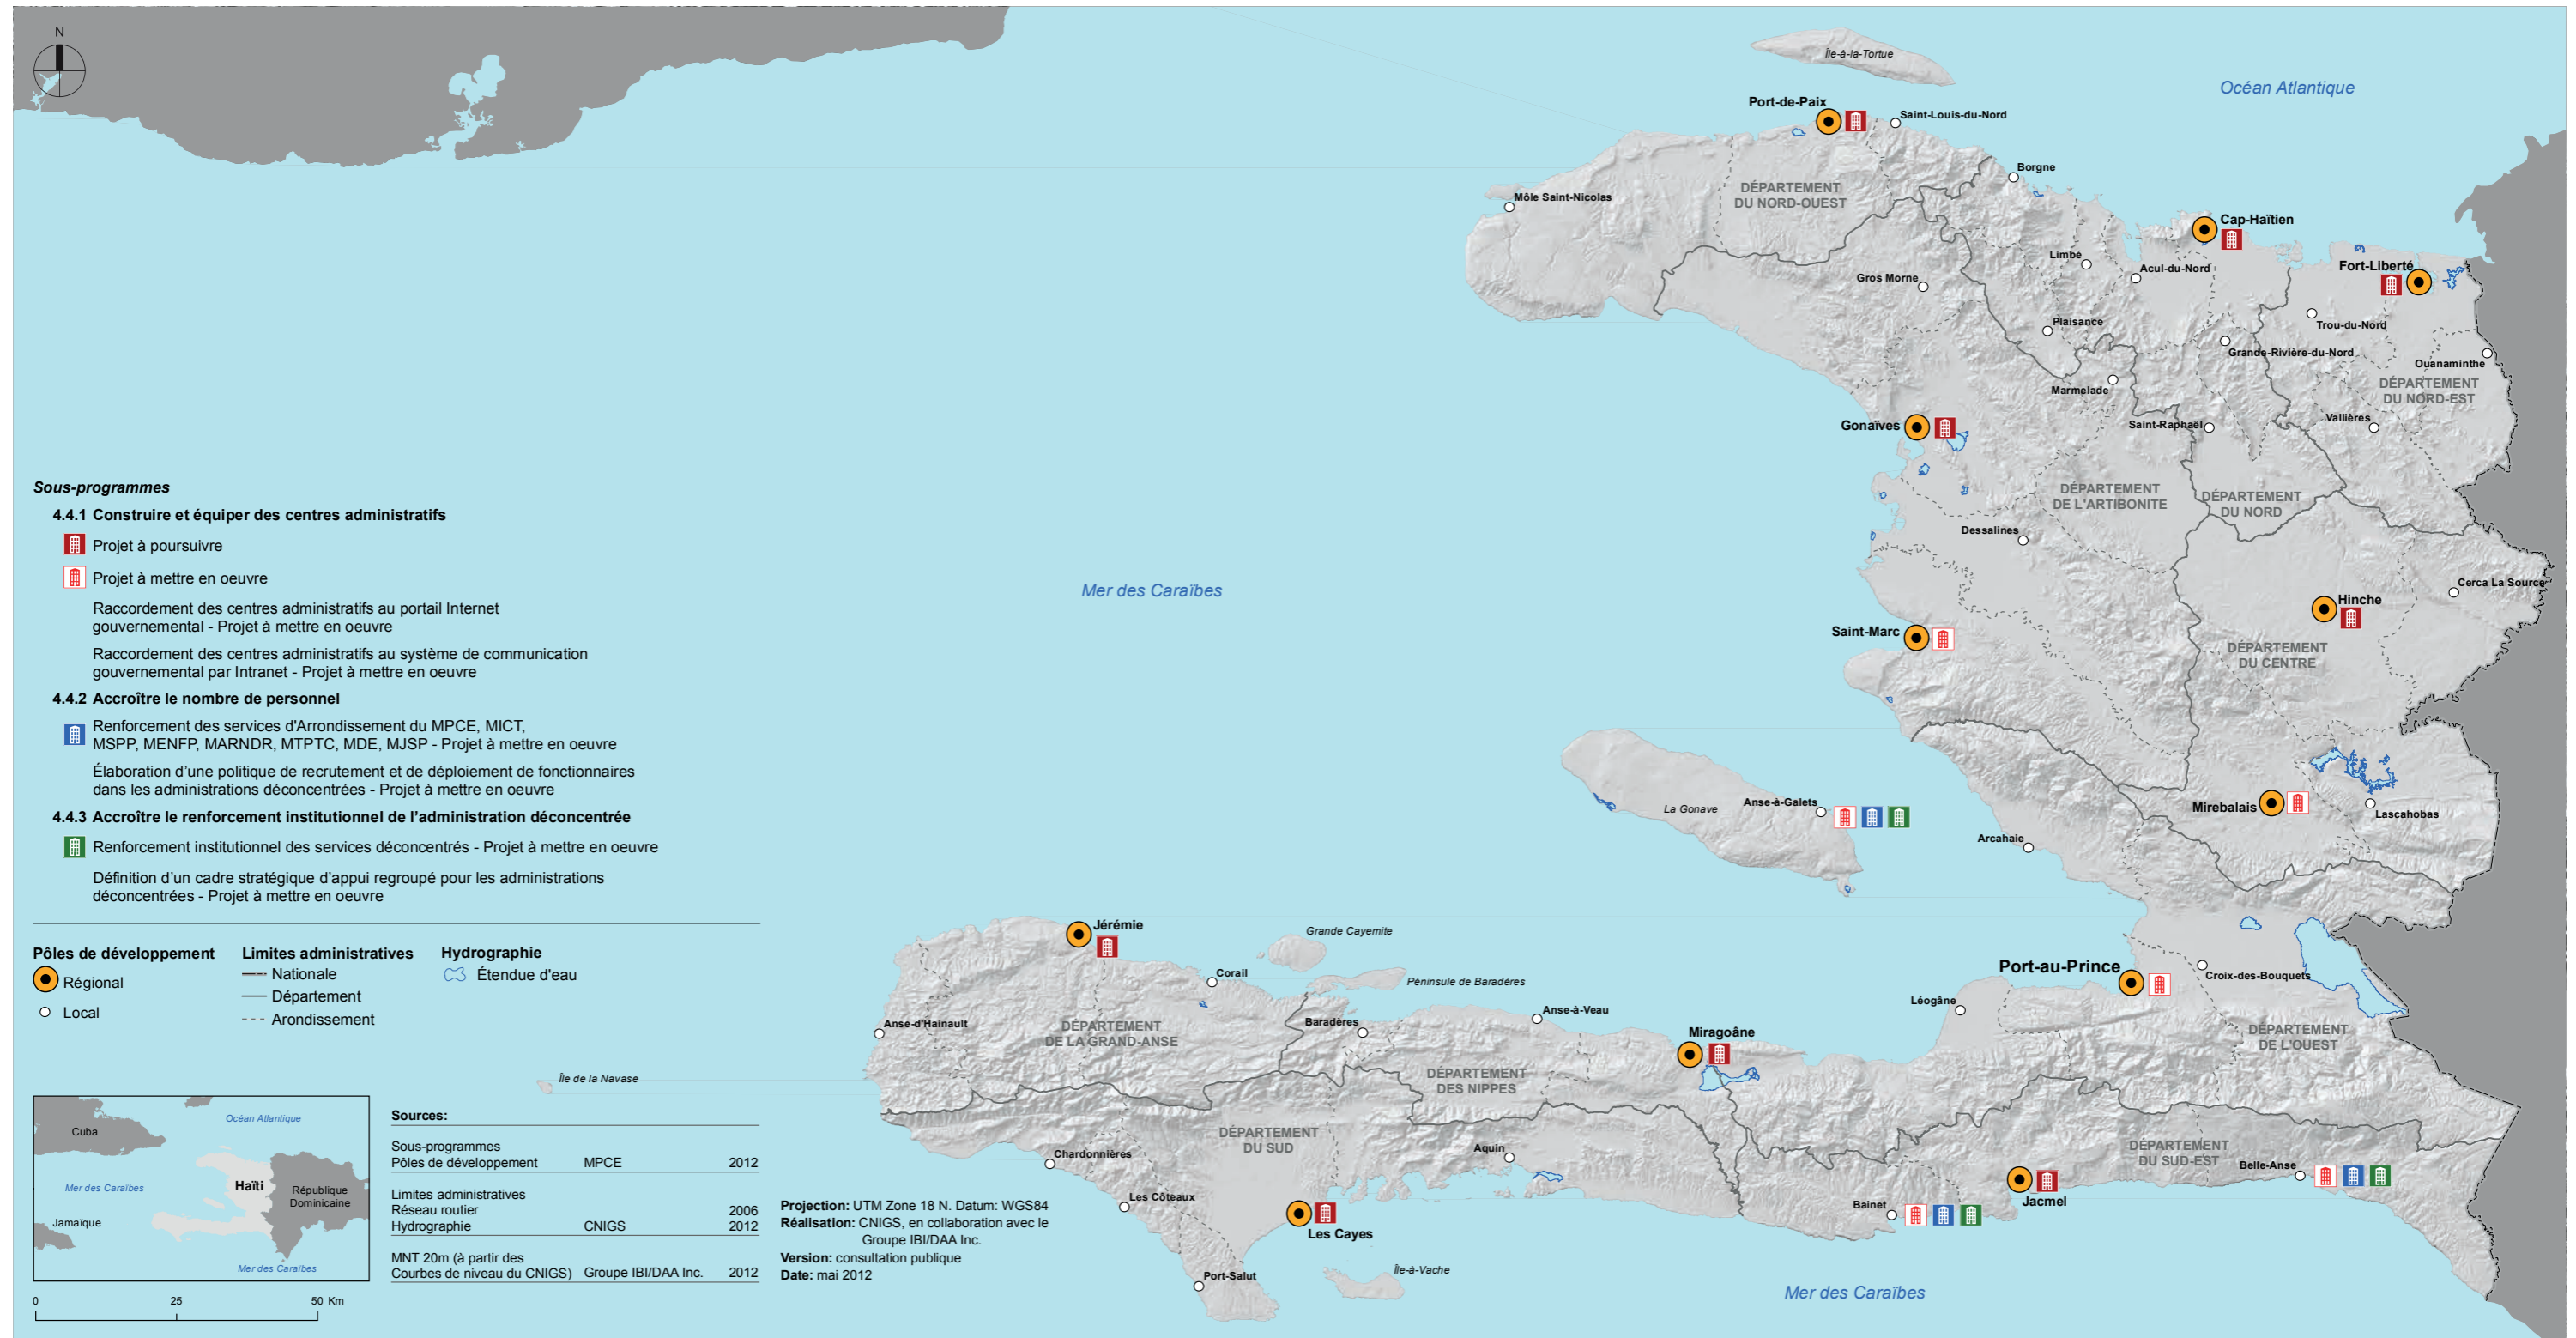 N
Île-à-la-Tortue
Océan Atlantique
Port-de-Paix
Saint-Louis-du-Nord
Borgne
DÉPARTEMENT
DU NORD-OUEST
Môle Saint-Nicolas
Cap-Haïtien
Limbé
Acul-du-Nord
Fort-Liberté
Gros Morne
Plaisance
Trou-du-Nord
Grande-Rivière-du-Nord
Ouanaminthe
Marmelade
DÉPARTEMENT
DU NORD-EST
Gonaïves
Saint-Raphaël
Vallières
DÉPARTEMENT
DE L'ARTIBONITE
DÉPARTEMENT
DU NORD
Dessalines
Mer des Caraïbes
Cerca La Source
Hinche
Saint-Marc
DÉPARTEMENT
DU CENTRE
La Gonave
Anse-à-Galets
Mirebalais
Lascahobas
Arcahaie
Sous-programmes
4.4.1 Construire et équiper des centres administratifs
Projet à poursuivre
Projet à mettre en oeuvre
Raccordement des centres administratifs au portail Internet
gouvernemental - Projet à mettre en oeuvre
Raccordement des centres administratifs au système de communication
gouvernemental par Intranet - Projet à mettre en oeuvre
4.4.2 Accroître le nombre de personnel
Renforcement des services d'Arrondissement du MPCE, MICT,
MSPP, MENFP, MARNDR, MTPTC, MDE, MJSP - Projet à mettre en oeuvre
Élaboration d'une politique de recrutement et de déploiement de fonctionnaires
dans les administrations déconcentrées - Projet à mettre en oeuvre
4.4.3 Accroître le renforcement institutionnel de l'administration déconcentrée
Renforcement institutionnel des services déconcentrés - Projet à mettre en oeuvre
Définition d'un cadre stratégique d'appui regroupé pour les administrations
déconcentrées - Projet à mettre en oeuvre
Pôles de développement
Régional
Local
Limites administratives
Nationale
Département
Arondissement
Hydrographie
Étendue d'eau
Jérémie
Grande Cayemite
Corail
Péninsule de Baradères
Port-au-Prince
Croix-des-Bouquets
Léogâne
Anse-d'Hainault
DÉPARTEMENT
DE LA GRAND-ANSE
Baradères
Anse-à-Veau
Miragoâne
DÉPARTEMENT
DE L'OUEST
Île de la Navase
DÉPARTEMENT
DES NIPPES
DÉPARTEMENT
DU SUD
Aquin
Chardonnières
DÉPARTEMENT
DU SUD-EST
Belle-Anse
Les Côteaux
Bainet
Jacmel
Les Cayes
Port-Salut
Île-à-Vache
Mer des Caraïbes
Océan Atlantique
Cuba
Mer des Caraïbes
Haïti
République
Dominicaine
Jamaïque
Mer des Caraïbes
0 25 50 Km
Sources:
Sous-programmes
Pôles de développement MPCE 2012
Limites administratives
Réseau routier 2006
Hydrographie CNIGS 2012
MNT 20m (à partir des
Courbes de niveau du CNIGS) Groupe IBI/DAA Inc. 2012
Projection: UTM Zone 18 N. Datum: WGS84
Réalisation: CNIGS, en collaboration avec le
Groupe IBI/DAA Inc.
Version: consultation publique
Date: mai 2012